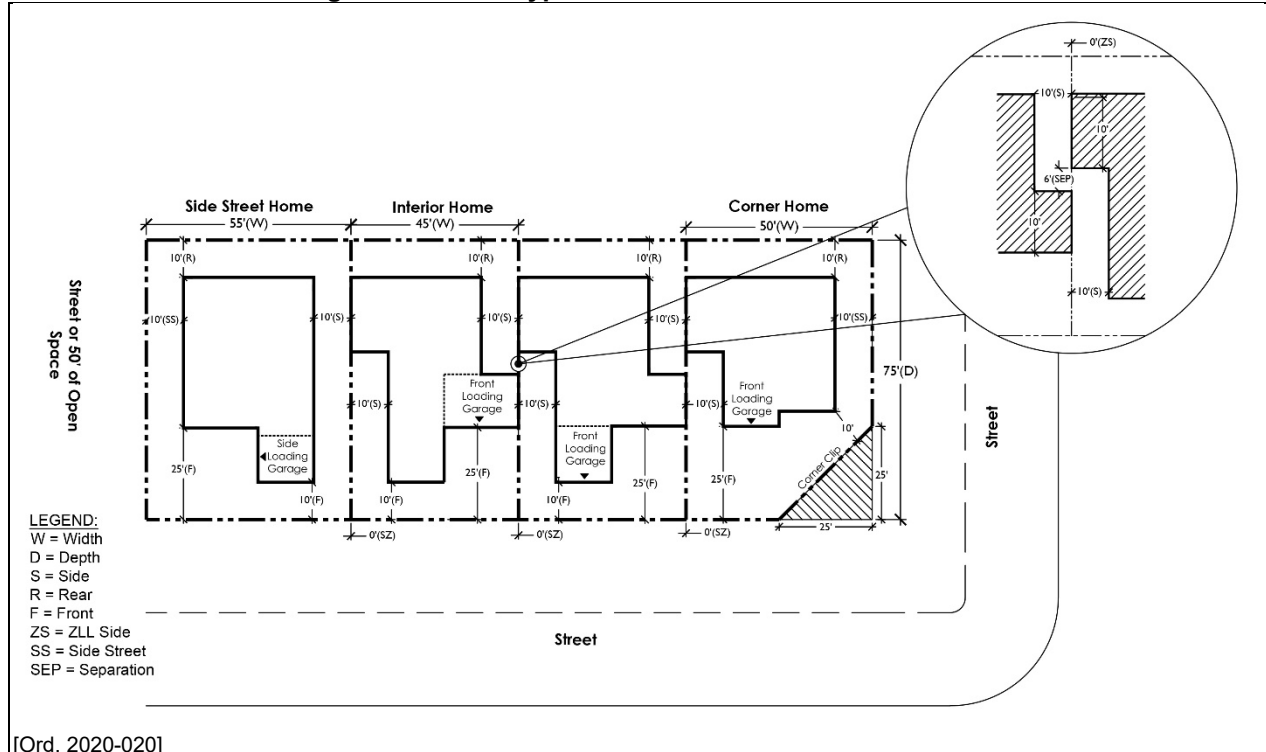 Side Street Home
Interior Home
Corner Home
55'(W)
45'(W)
50'(W)
10'(R)
10'(R)
10'(R)
10'(R)
Street or 50' of Open
Space
10'(SS)
10'(S)
10'(S)
10'(S)
10'(SS)
75'(D)
Street
10'(S)
10'(S)
10'(S)
Front
Loading
Garage
Front
Loading
Garage
Front
Loading
Garage
Side
Loading
Garage
25'(F)
10'(F)
10'(F)
25'(F)
10'(F)
25'(F)
25'(F)
10'
Corner Clip
25'
25'
0'(SZ)
0'(SZ)
0'(SZ)
0'(ZS)
10'(S)
10'
6'(SEP)
10'
10'(S)
LEGEND:
W = Width
D = Depth
S = Side
R = Rear
F = Front
ZS = ZLL Side
SS = Side Street
SEP = Separation
Street
[Ord. 2020-020]